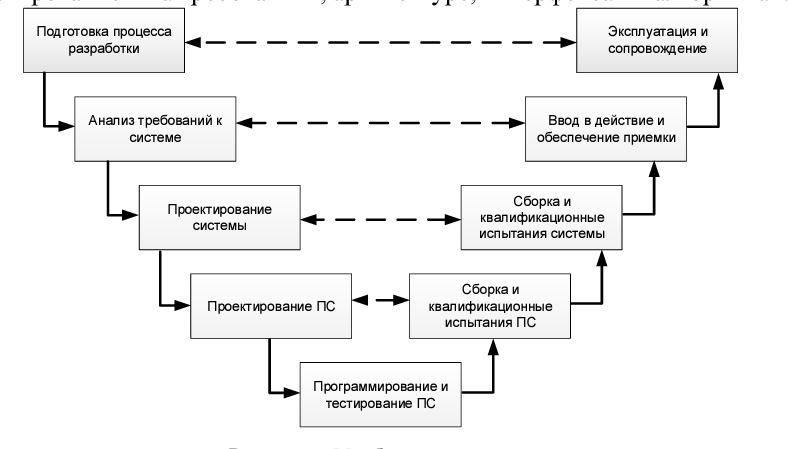 Подготовка процесса
разработки
Эксплуатация и
сопровождение
Анализ требований к
системе
Ввод в действие и
обеспечение приемки
Проектирование
системы
Сборка и
квалификационные
испытания системы
Проектирование ПС
Сборка и
квалификационные
испытания ПС
Программирование и
тестирование ПС